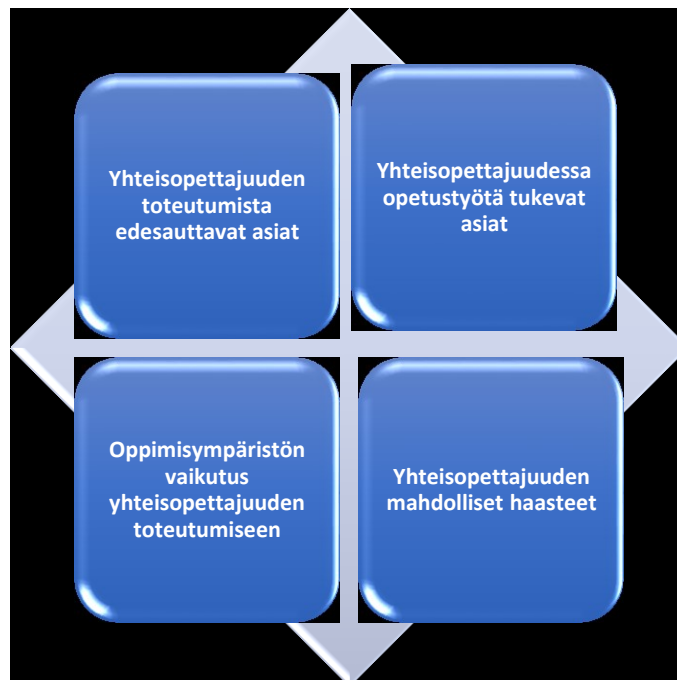 Yhteisopettajuuden
toteutumista
edesauttavat asiat
Yhteisopettajuudessa
opetustyötä tukevat
asiat
Oppimisympäristön
vaikutus
yhteisopettajuuden
toteutumiseen
Yhteisopettajuuden
mahdolliset haasteet